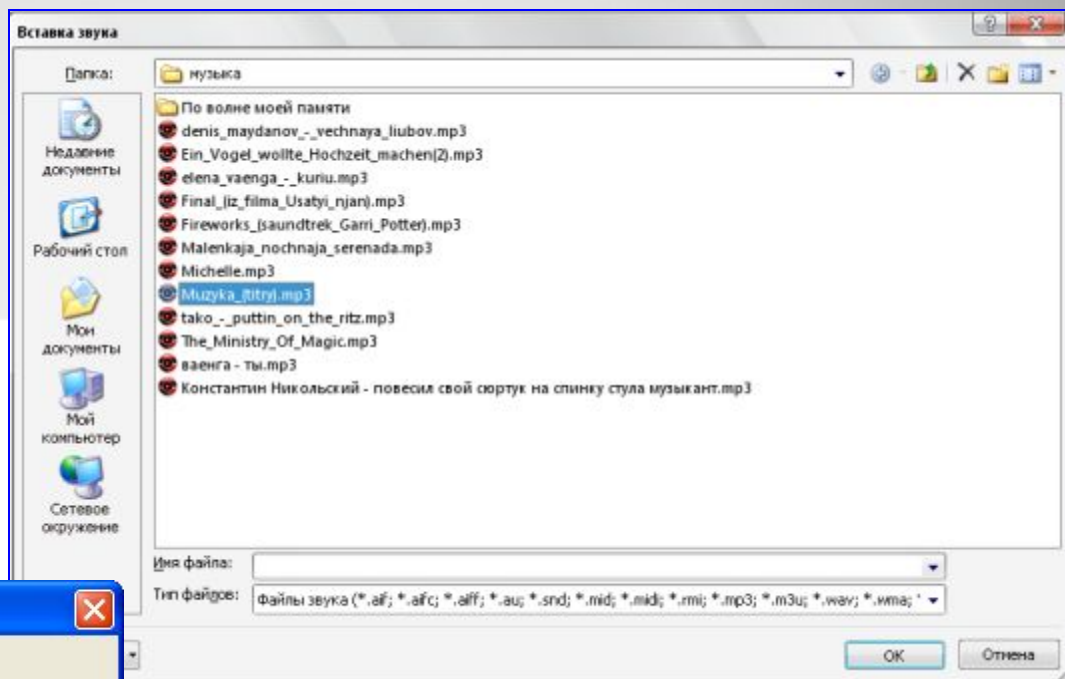 Вставка звука
Папка:
музыка
Недавние
документы
Рабочий стол
Мои
документы
Мой
компьютер
Сетевое
окружение
По волне моей памяти
denis_maydanov_-_vechnaya_liubov.mp3
Ein_Vogel_wollte_Hochzeit_machen(2).mp3
elena_vaenga_-_kuriu.mp3
Final_(iz_filma_Usatyi_njan).mp3
Fireworks_(saundtrek_Garri_Potter).mp3
Malenkaja_nochnaja_serenada.mp3
Michelle.mp3
Muzyka_(titry).mp3
tako_-_puttin_on_the_ritz.mp3
The_Ministry_Of_Magic.mp3
ваенга - ты.mp3
Константин Никольский - повесил свой сюртук на спинку стула музыкант.mp3
Имя файла:
Тип файлов:
Файлы звука (*.aif; *.aifc; *.aiff; *.au; *.snd; *.mid; *.midi; *.rmi; *.mp3; *.m3u; *.wav; *.wma;
ОК
Отмена